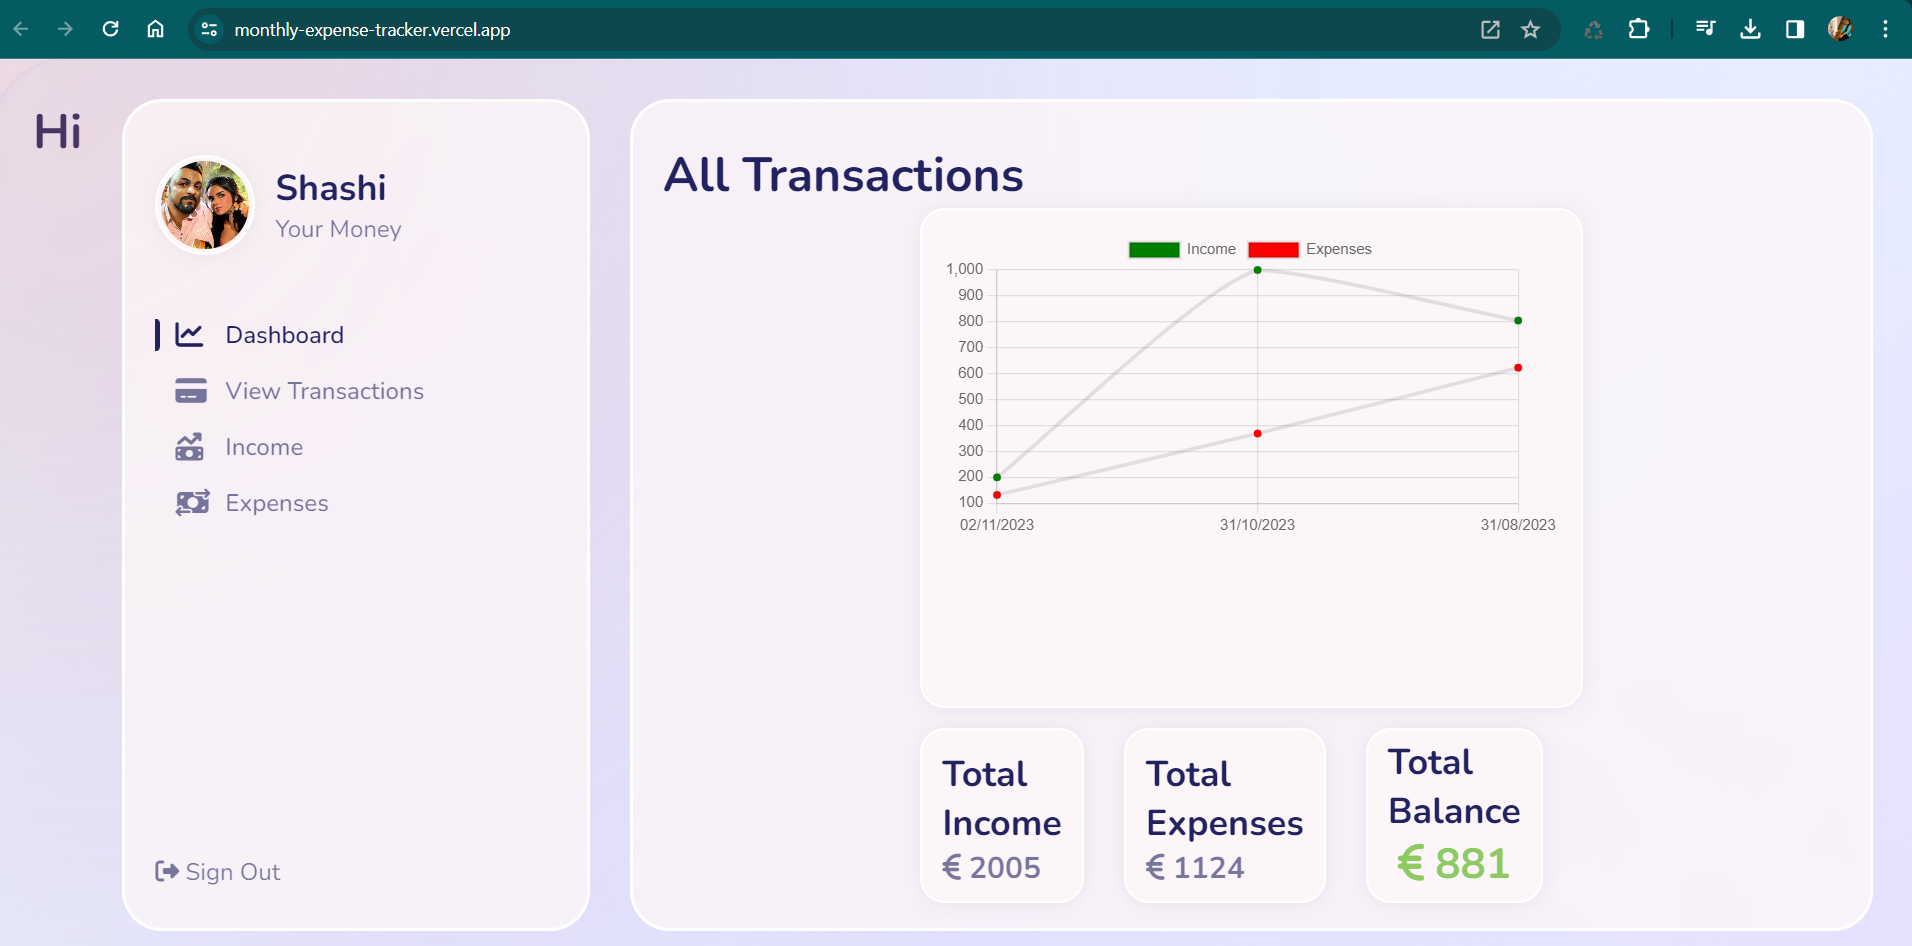 monthly-expense-tracker.vercel.app
Hi
Shashi
Your Money
Dashboard
View Transactions
Income
Expenses
Sign Out
All Transactions
Income Expenses
1,000
900
800
700
600
500
400
300
200
100
02/11/2023 31/10/2023 31/08/2023
Total
Income
€ 2005
Total
Expenses
€ 1124
Total
Balance
€ 881